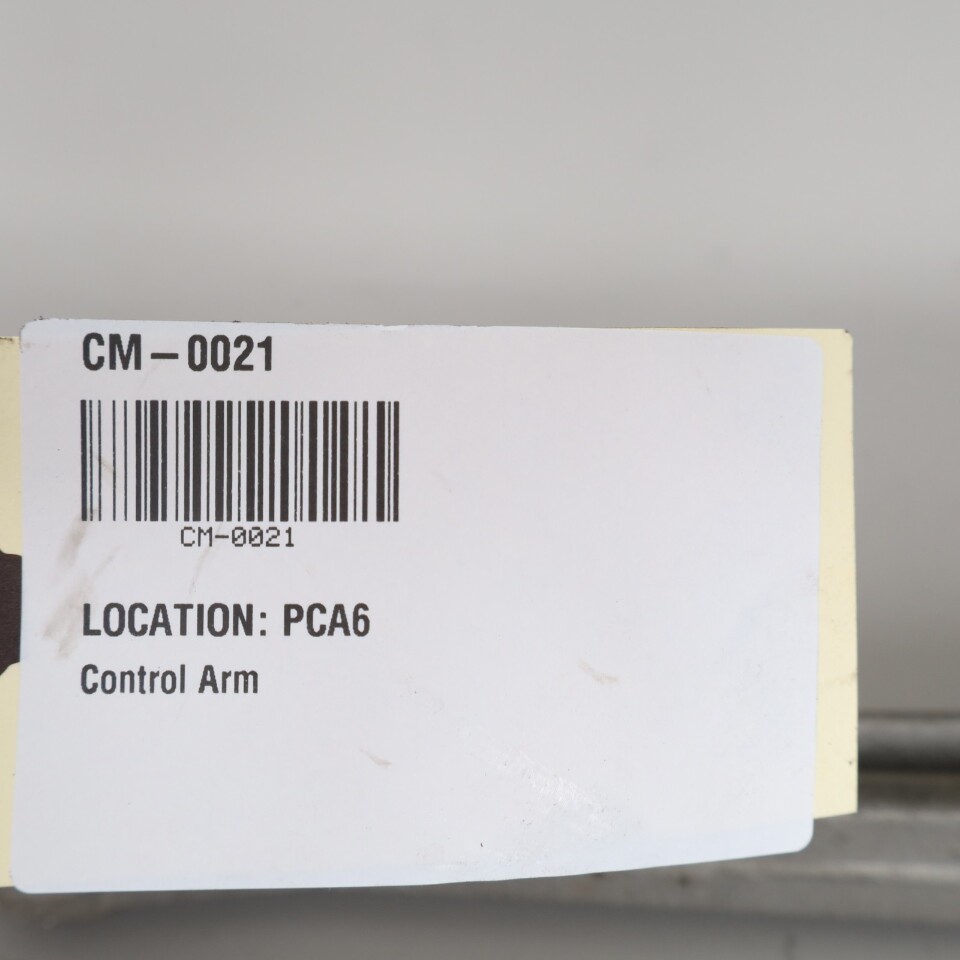 CM-0021
CM-0021
LOCATION: PCA6
Control Arm